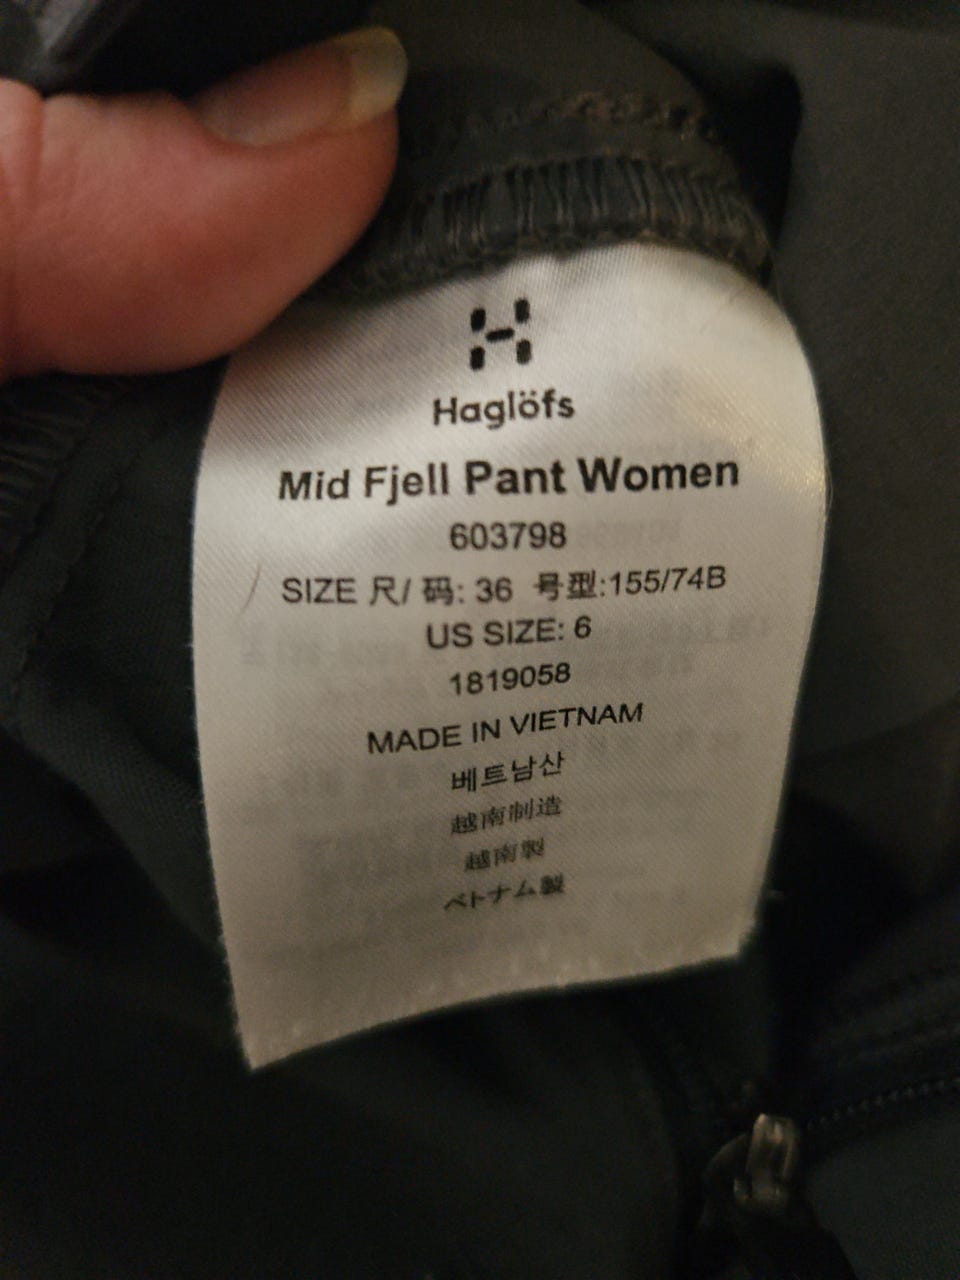 Haglöfs
Mid Fjell Pant Women
603798
SIZE 尺/ 码: 36 号型:155/74B
US SIZE: 6
1819058
MADE IN VIETNAM
베트남산
越南制造
越南製
ベトナム製